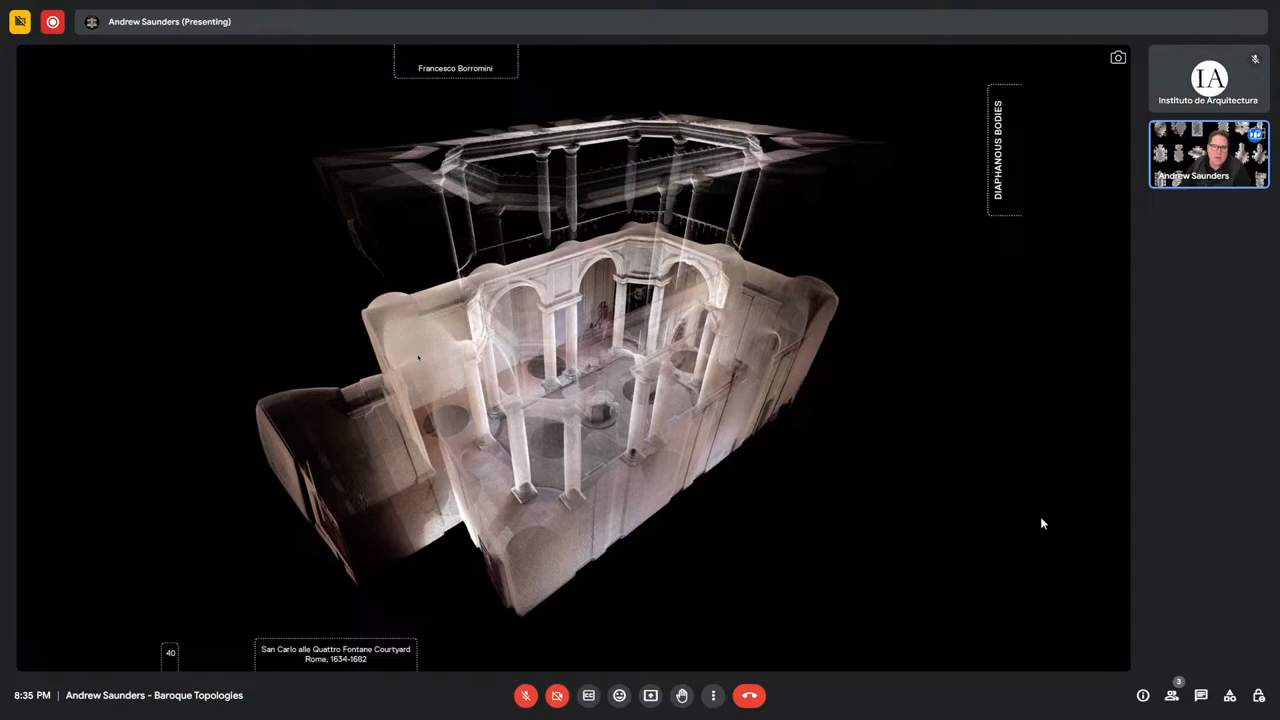 Andrew Saunders (Presenting)
Francesco Borromini
DIAPHANOUS BODIES
IA
Instituto de Arquitectura
Andrew Saunders
40
San Carlo alle Quattro Fontane Courtyard
Rome, 1634-1682
8:35 PM
Andrew Saunders - Baroque Topologies
3